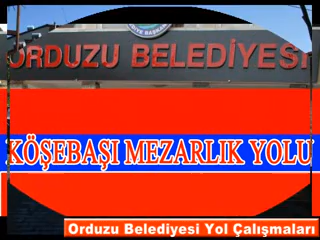 ORDUZU BELEDİYESİ
KÖŞEBAŞI MEZARLIK YOLU
Orduzu Belediyesi Yol Çalışmaları